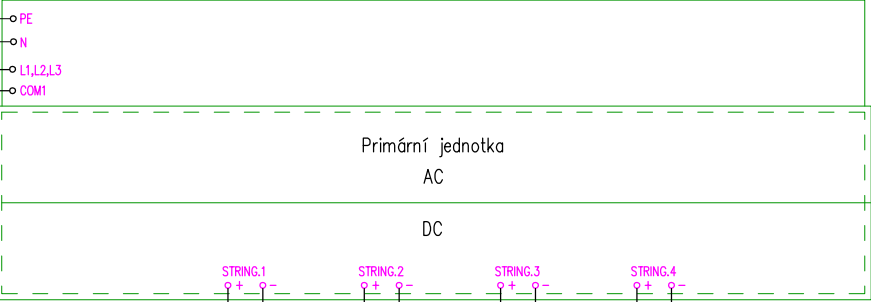 PE
N
L1,L2,L3
COM1
Primární jednotka
AC
DC
STRING.1 STRING.2 STRING.3 STRING.4
+ - + - + - + -